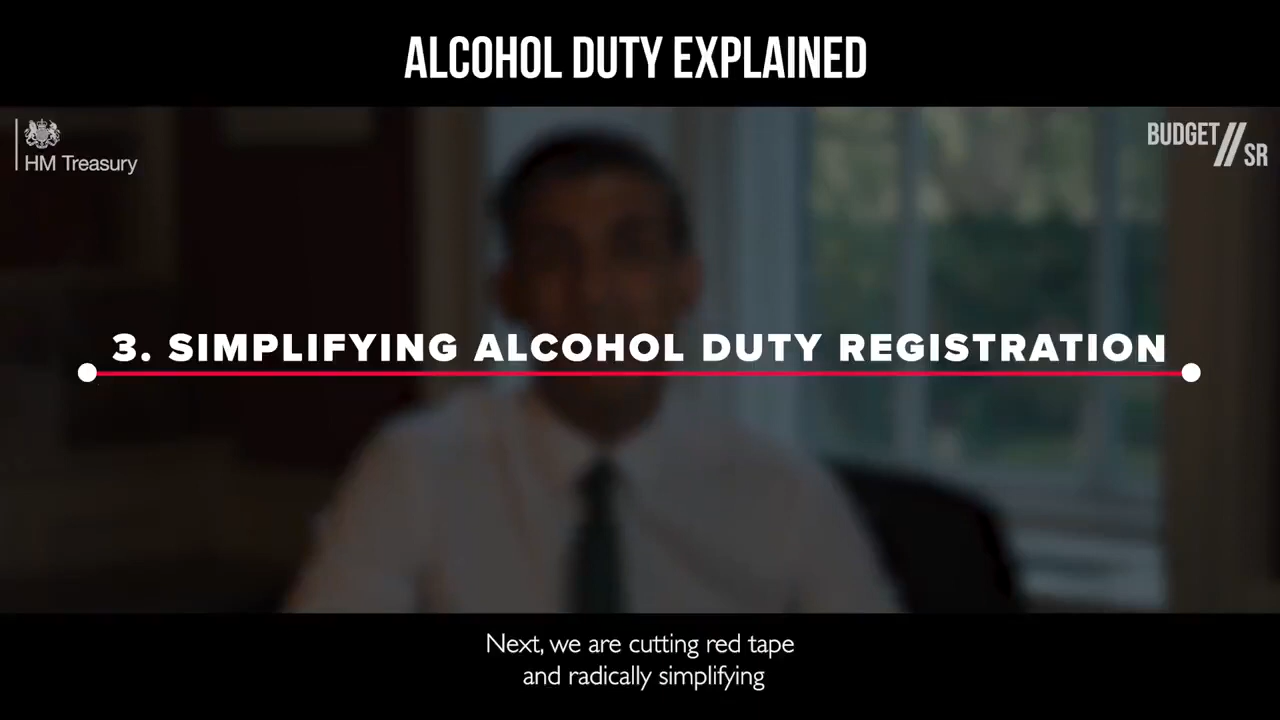 ALCOHOL DUTY EXPLAINED
HM Treasury
BUDGET
SR
3. SIMPLIFYING ALCOHOL DUTY REGISTRATION
Next, we are cutting red tape
and radically simplifying